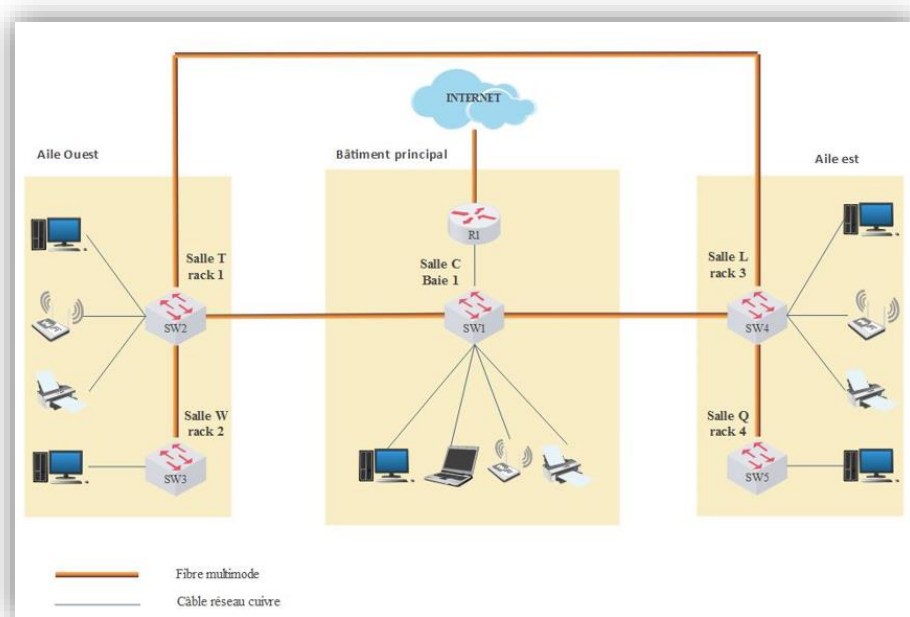 INTERNET
Aile Ouest
Bâtiment principal
Aile est
R1
Salle T
rack 1
Salle C
Baie 1
Salle L
rack 3
SW2
SW1
SW4
Salle W
rack 2
Salle Q
rack 4
SW3
SW5
Fibre multimode
Câble réseau cuivre